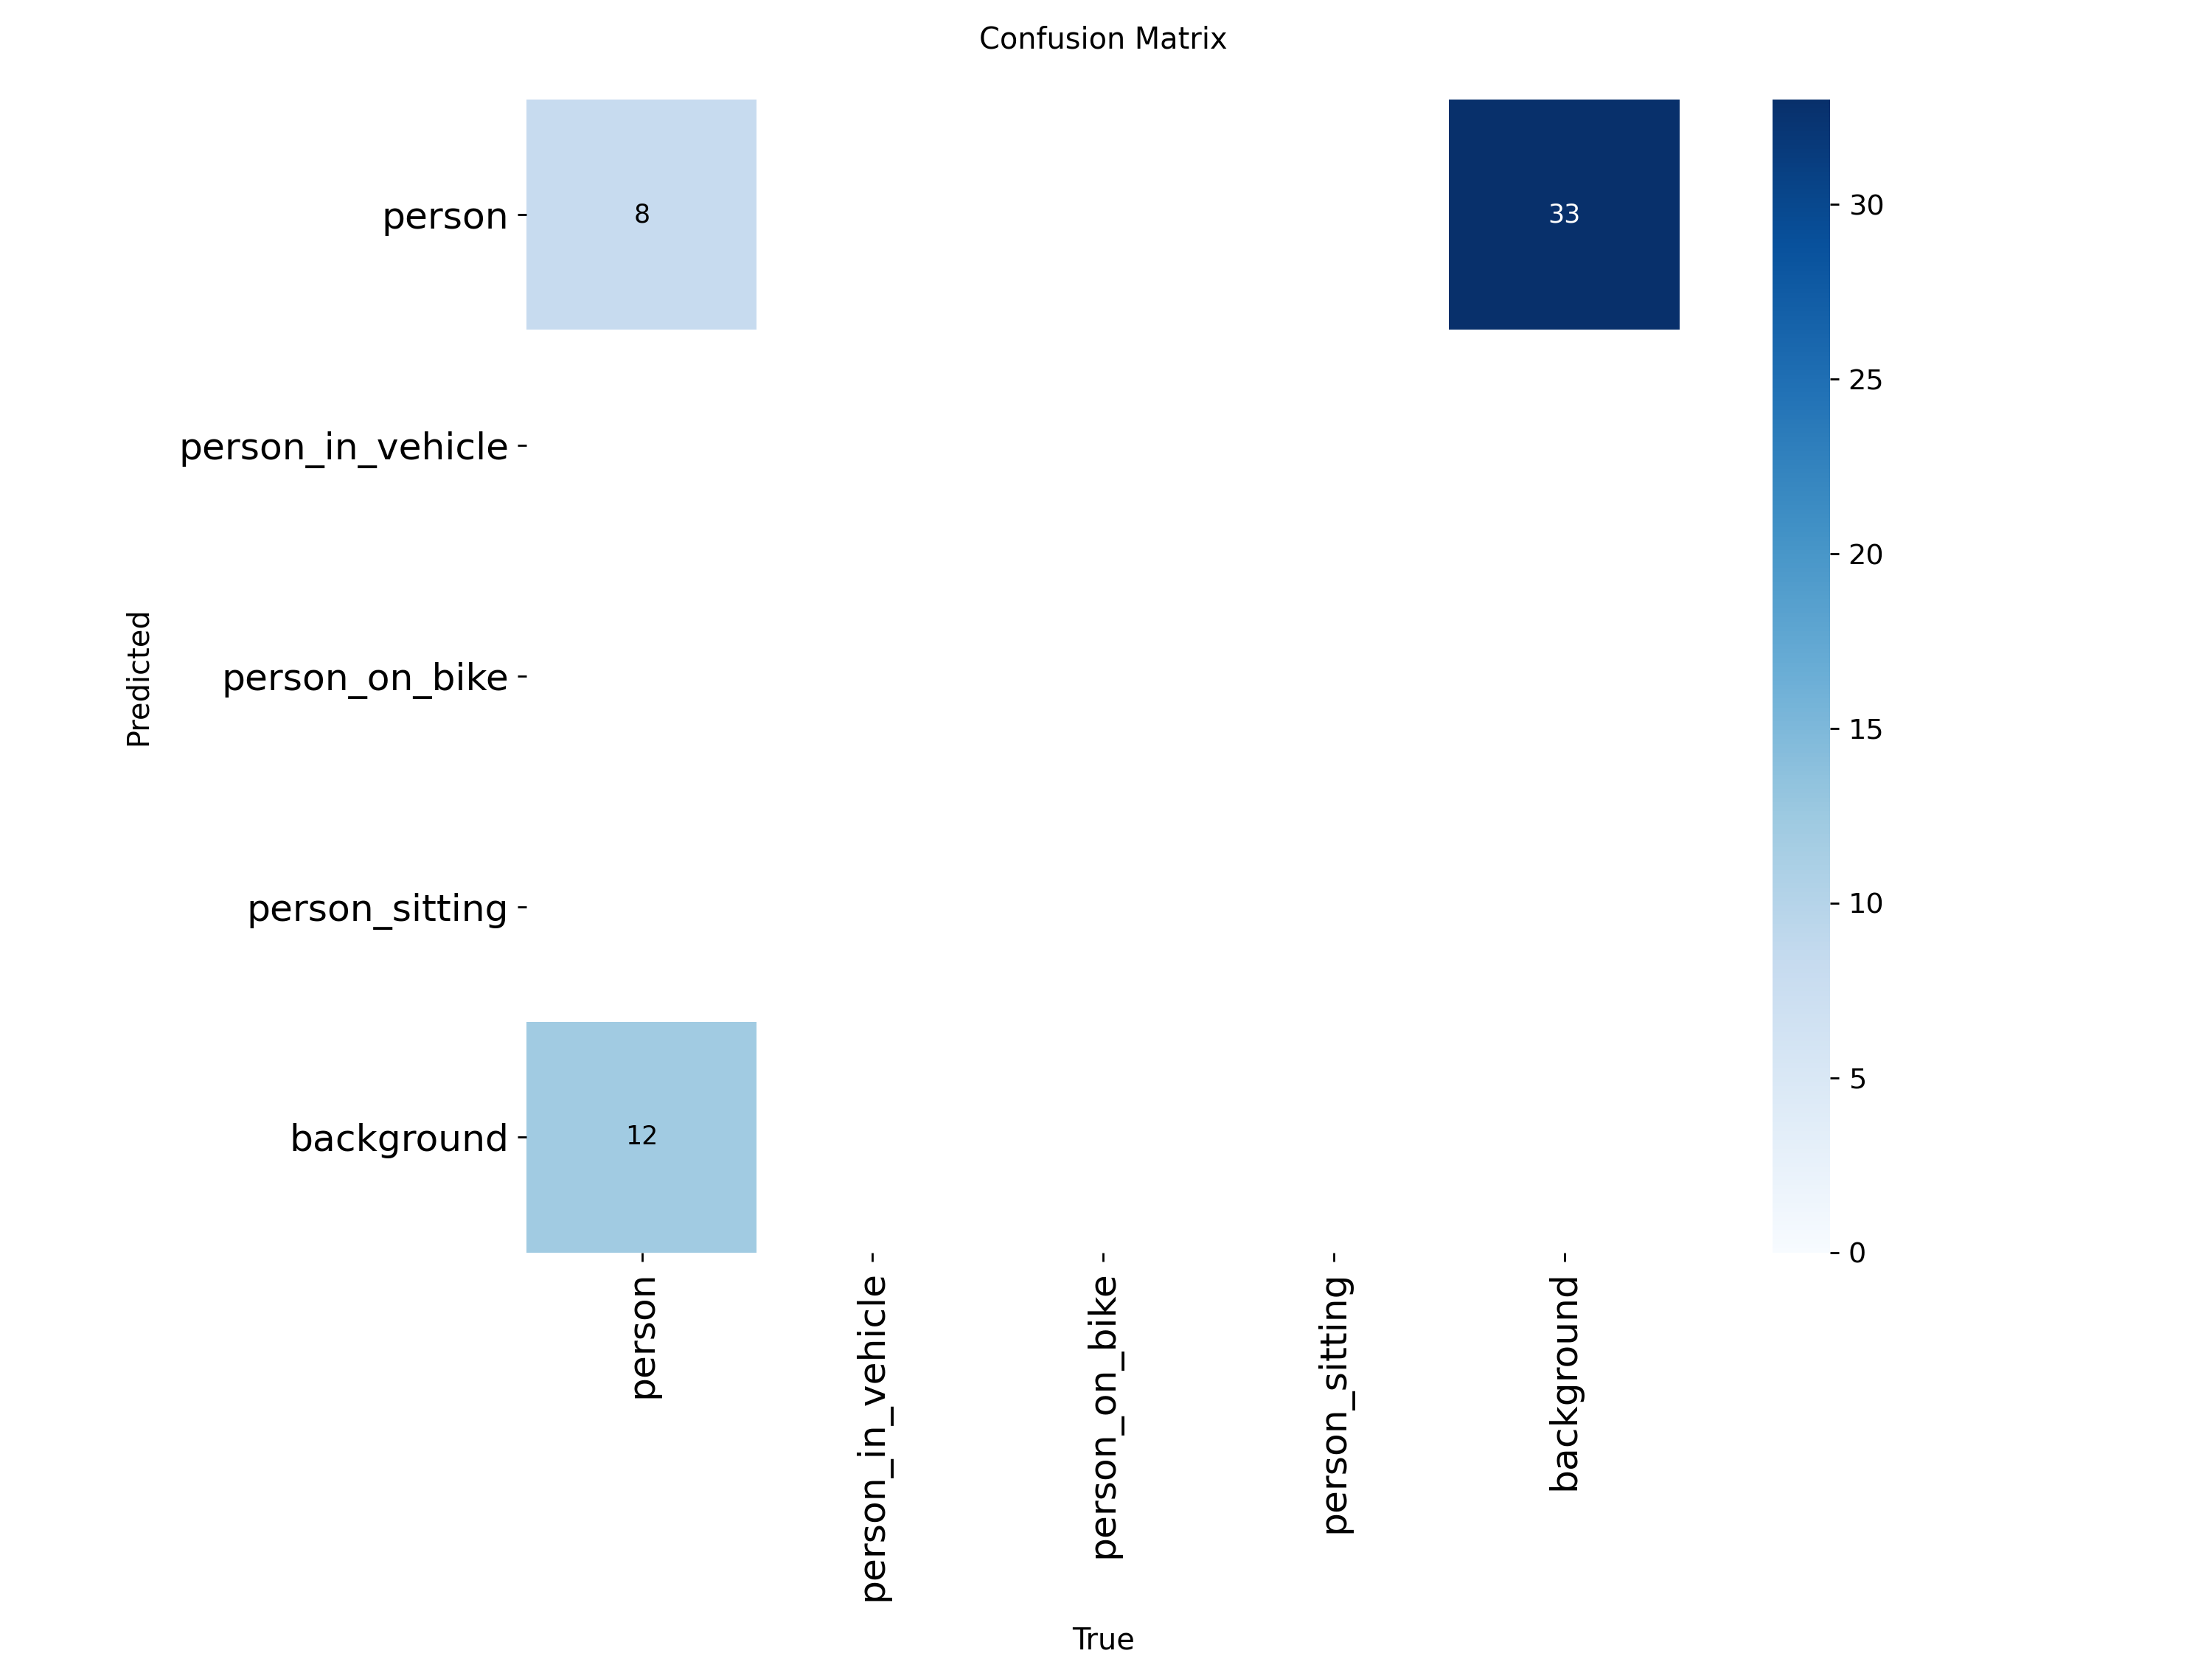 Confusion Matrix
person
8
33
person_in_vehicle
person_on_bike
person_sitting
background
12
Predicted
person
person_in_vehicle
person_on_bike
person_sitting
background
True
30
25
20
15
10
5
0